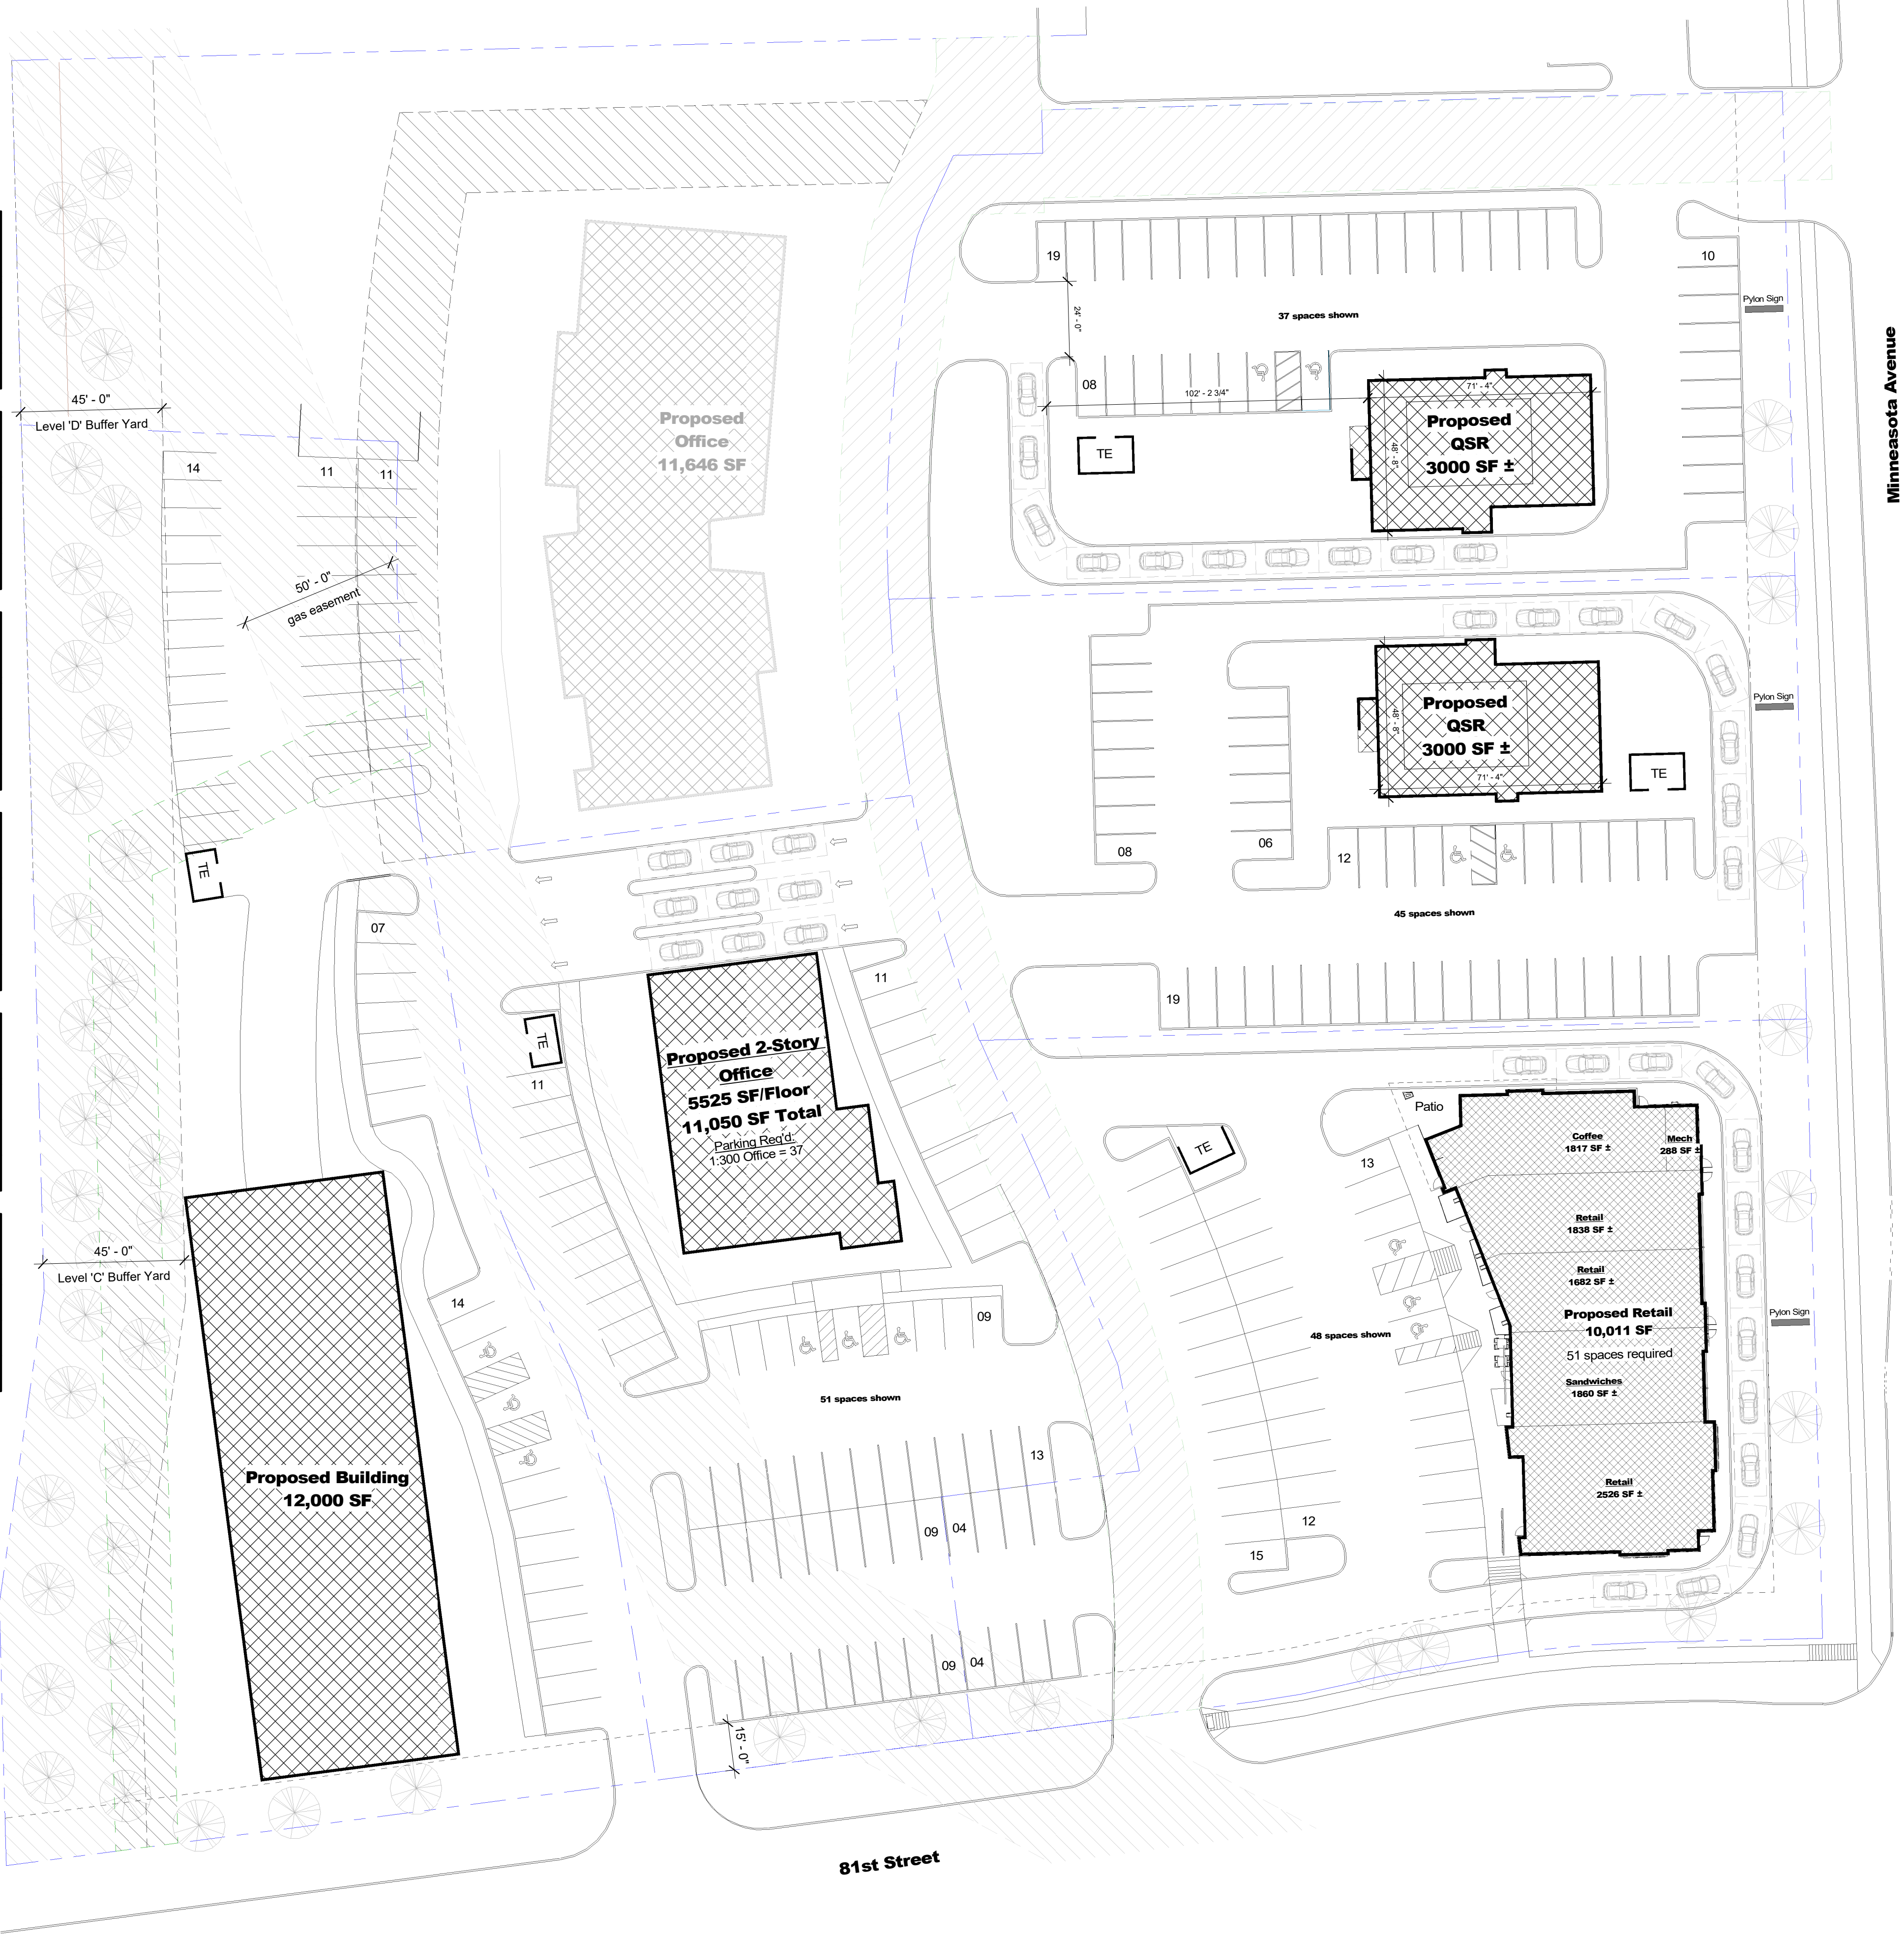 19
10
Pylon Sign
24' - 0"
37 spaces shown
Minneasota Avenue
08
102' - 2 3/4"
71' - 4"
48' - 8"
Proposed
QSR
3000 SF ±
TE
45' - 0"
Level 'D' Buffer Yard
Proposed
Office
11,646 SF
14
11
11
50' - 0"
gas easement
Pylon Sign
Proposed
QSR
3000 SF ±
48' - 8"
71' - 4"
TE
08
06
12
45 spaces shown
19
TE
07
11
TE
11
Proposed 2-Story
Office
5525 SF/Floor
11,050 SF Total
Parking Req'd:
1:300 Office = 37
Patio
TE
13
Coffee
1817 SF ±
Mech
288 SF ±
Retail
1838 SF ±
Retail
1682 SF ±
Proposed Retail
10,011 SF
51 spaces required
Sandwiches
1860 SF ±
Retail
2526 SF ±
Pylon Sign
48 spaces shown
45' - 0"
Level 'C' Buffer Yard
14
09
51 spaces shown
13
Proposed Building
12,000 SF
09
04
12
15
09
04
15' - 0"
81st Street